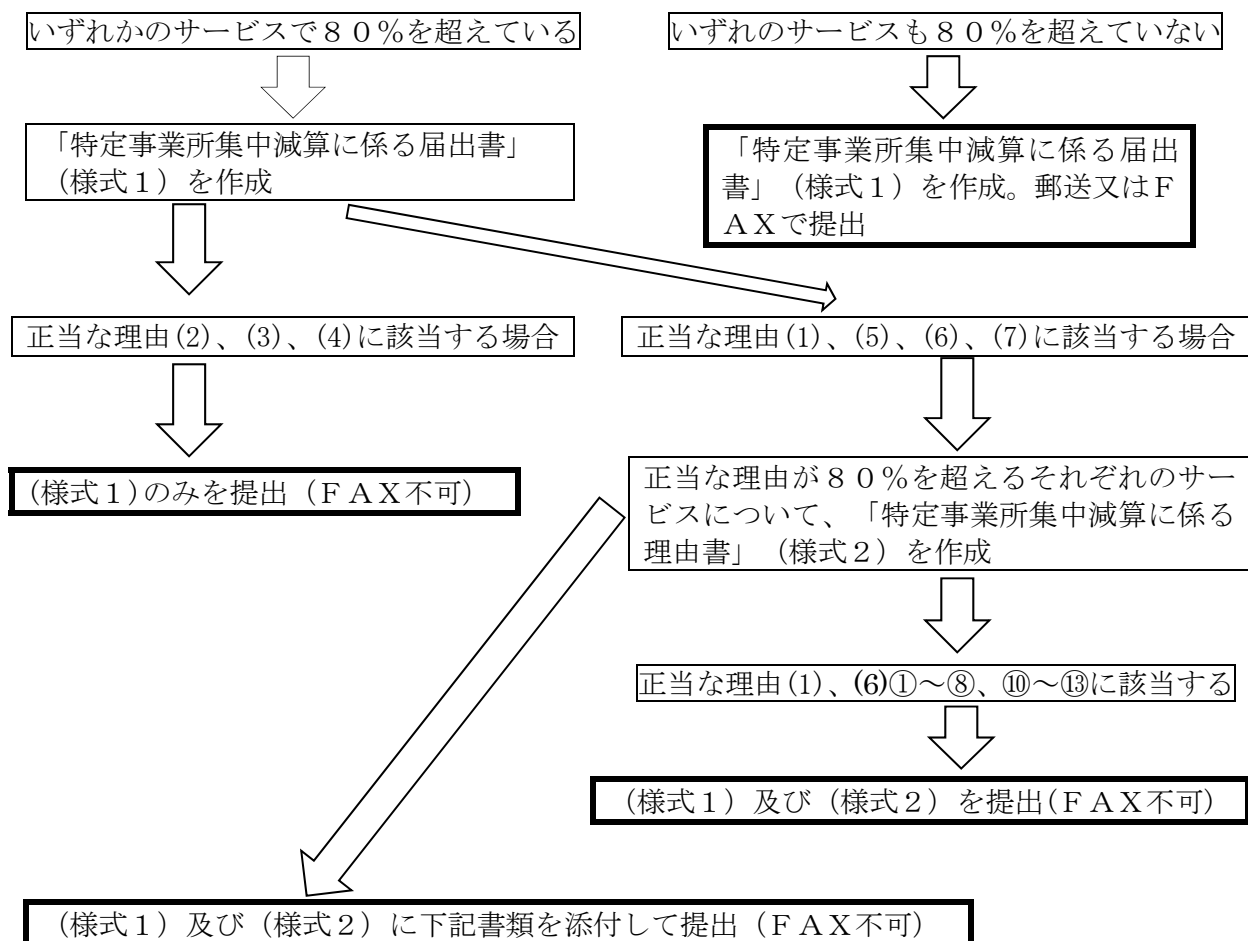 いずれかのサービスで８０％を超えている
いずれのサービスも８０％を超えていない
「特定事業所集中減算に係る届出書」
（様式１）を作成
「特定事業所集中減算に係る届出
書」（様式１）を作成。郵送又はＦ
ＡＸで提出
正当な理由(2)、(3)、(4)に該当する場合
正当な理由(1)、(5)、(6)、(7)に該当する場合
(様式１)のみを提出（ＦＡＸ不可）
正当な理由が８０％を超えるそれぞれのサー
ビスについて、「特定事業所集中減算に係る
理由書」（様式２）を作成
正当な理由(1)、(6)①～⑧、⑩～⑬に該当する
（様式１）及び（様式２）を提出(ＦＡＸ不可)
（様式１）及び（様式２）に下記書類を添付して提出（ＦＡＸ不可）